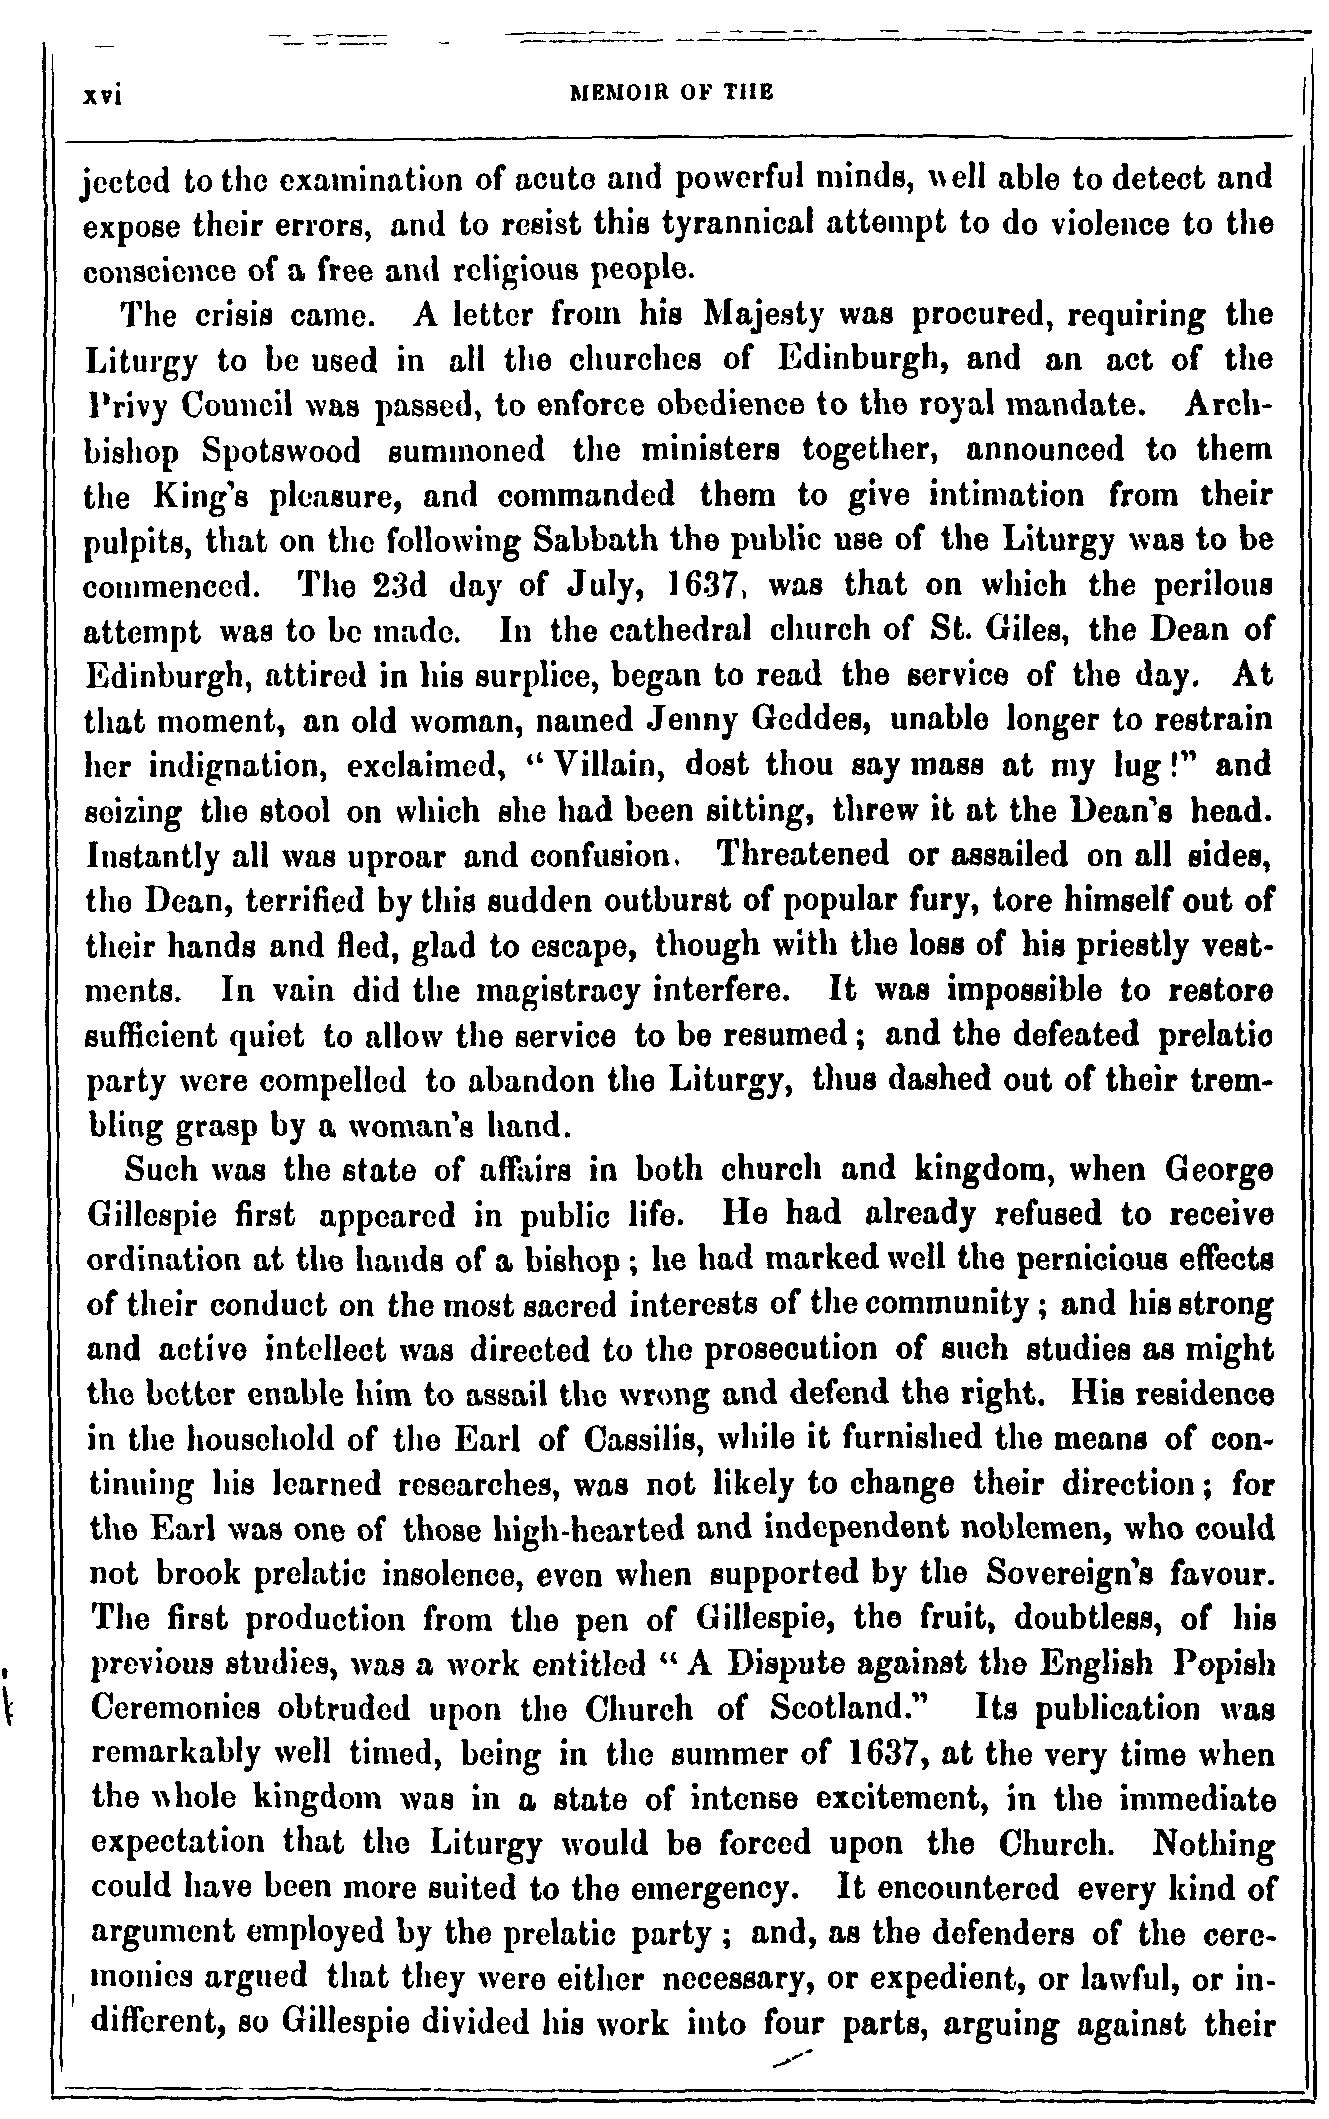 xvi MEMOIR OF THE
jected to the examination of acute and powerful minds, well able to detect and
expose their errors, and to resist this tyrannical attempt to do violence to the
conscience of a free and religious people.
The crisis came. A letter from his Majesty was procured, requiring the
Liturgy to be used in all the churches of Edinburgh, and an act of the
Privy Council was passed, to enforce obedience to the royal mandate. Arch-
bishop Spotswood summoned the ministers together, announced to them
the King's pleasure, and commanded them to give intimation from their
pulpits, that on the following Sabbath the public use of the Liturgy was to be
commenced. The 23d day of July, 1637, was that on which the perilous
attempt was to be made. In the cathedral church of St. Giles, the Dean of
Edinburgh, attired in his surplice, began to read the service of the day. At
that moment, an old woman, named Jenny Geddes, unable longer to restrain
her indignation, exclaimed, “Villain, dost thou say mass at my lug!” and
seizing the stool on which she had been sitting, threw it at the Dean's head.
Instantly all was uproar and confusion. Threatened or assailed on all sides,
the Dean, terrified by this sudden outburst of popular fury, tore himself out of
their hands and fled, glad to escape, though with the loss of his priestly vest-
ments. In vain did the magistracy interfere. It was impossible to restore
sufficient quiet to allow the service to be resumed; and the defeated prelatic
party were compelled to abandon the Liturgy, thus dashed out of their trem-
bling grasp by a woman's hand.
Such was the state of affairs in both church and kingdom, when George
Gillespie first appeared in public life. He had already refused to receive
ordination at the hands of a bishop; he had marked well the pernicious effects
of their conduct on the most sacred interests of the community; and his strong
and active intellect was directed to the prosecution of such studies as might
the better enable him to assail the wrong and defend the right. His residence
in the household of the Earl of Cassilis, while it furnished the means of con-
tinuing his learned researches, was not likely to change their direction; for
the Earl was one of those high-hearted and independent noblemen, who could
not brook prelatic insolence, even when supported by the Sovereign's favour.
The first production from the pen of Gillespie, the fruit, doubtless, of his
previous studies, was a work entitled “A Dispute against the English Popish
Ceremonies obtruded upon the Church of Scotland.” Its publication was
remarkably well timed, being in the summer of 1637, at the very time when
the whole kingdom was in a state of intense excitement, in the immediate
expectation that the Liturgy would be forced upon the Church. Nothing
could have been more suited to the emergency. It encountered every kind of
argument employed by the prelatic party; and, as the defenders of the cere-
monies argued that they were either necessary, or expedient, or lawful, or in-
different, so Gillespie divided his work into four parts, arguing against their